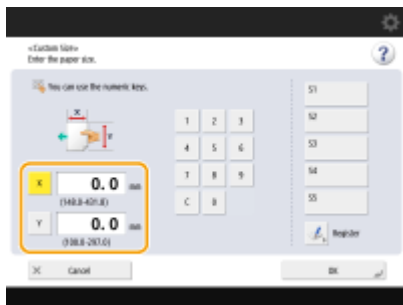 <Custom Size>
Enter the paper size.
?
You can use the numeric keys.
X
Y
1 2 3
4 5 6
7 8 9
C 0
X 0.0 mm
(148.0-431.8)
Y 0.0 mm
(100.0-297.0)
S1
S2
S3
S4
S5
Register
Cancel
OK